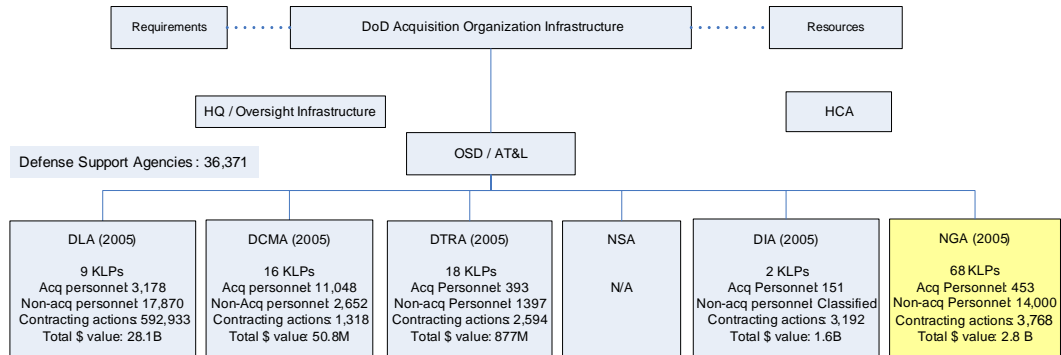 Requirements
DoD Acquisition Organization Infrastructure
Resources
HQ / Oversight Infrastructure
HCA
OSD / AT&L
Defense Support Agencies : 36,371
DLA (2005)
9 KLPs
Acq personnel: 3,178
Non-acq personnel: 17,870
Contracting actions: 592,933
Total $ value: 28.1B
DCMA (2005)
16 KLPs
Acq personnel: 11,048
Non-Acq personnel: 2,652
Contracting actions: 1,318
Total $ value: 50.8M
DTRA (2005)
18 KLPs
Acq Personnel: 393
Non-acq Personnel: 1397
Contracting actions: 2,594
Total $ value: 877M
NSA
N/A
DIA (2005)
2 KLPs
Acq Personnel: 151
Non-acq personnel: Classified
Contracting actions: 3,192
Total $ value: 1.6B
NGA (2005)
68 KLPs
Acq Personnel: 453
Non-acq Personnel: 14,000
Contracting actions: 3,768
Total $ value: 2.8 B